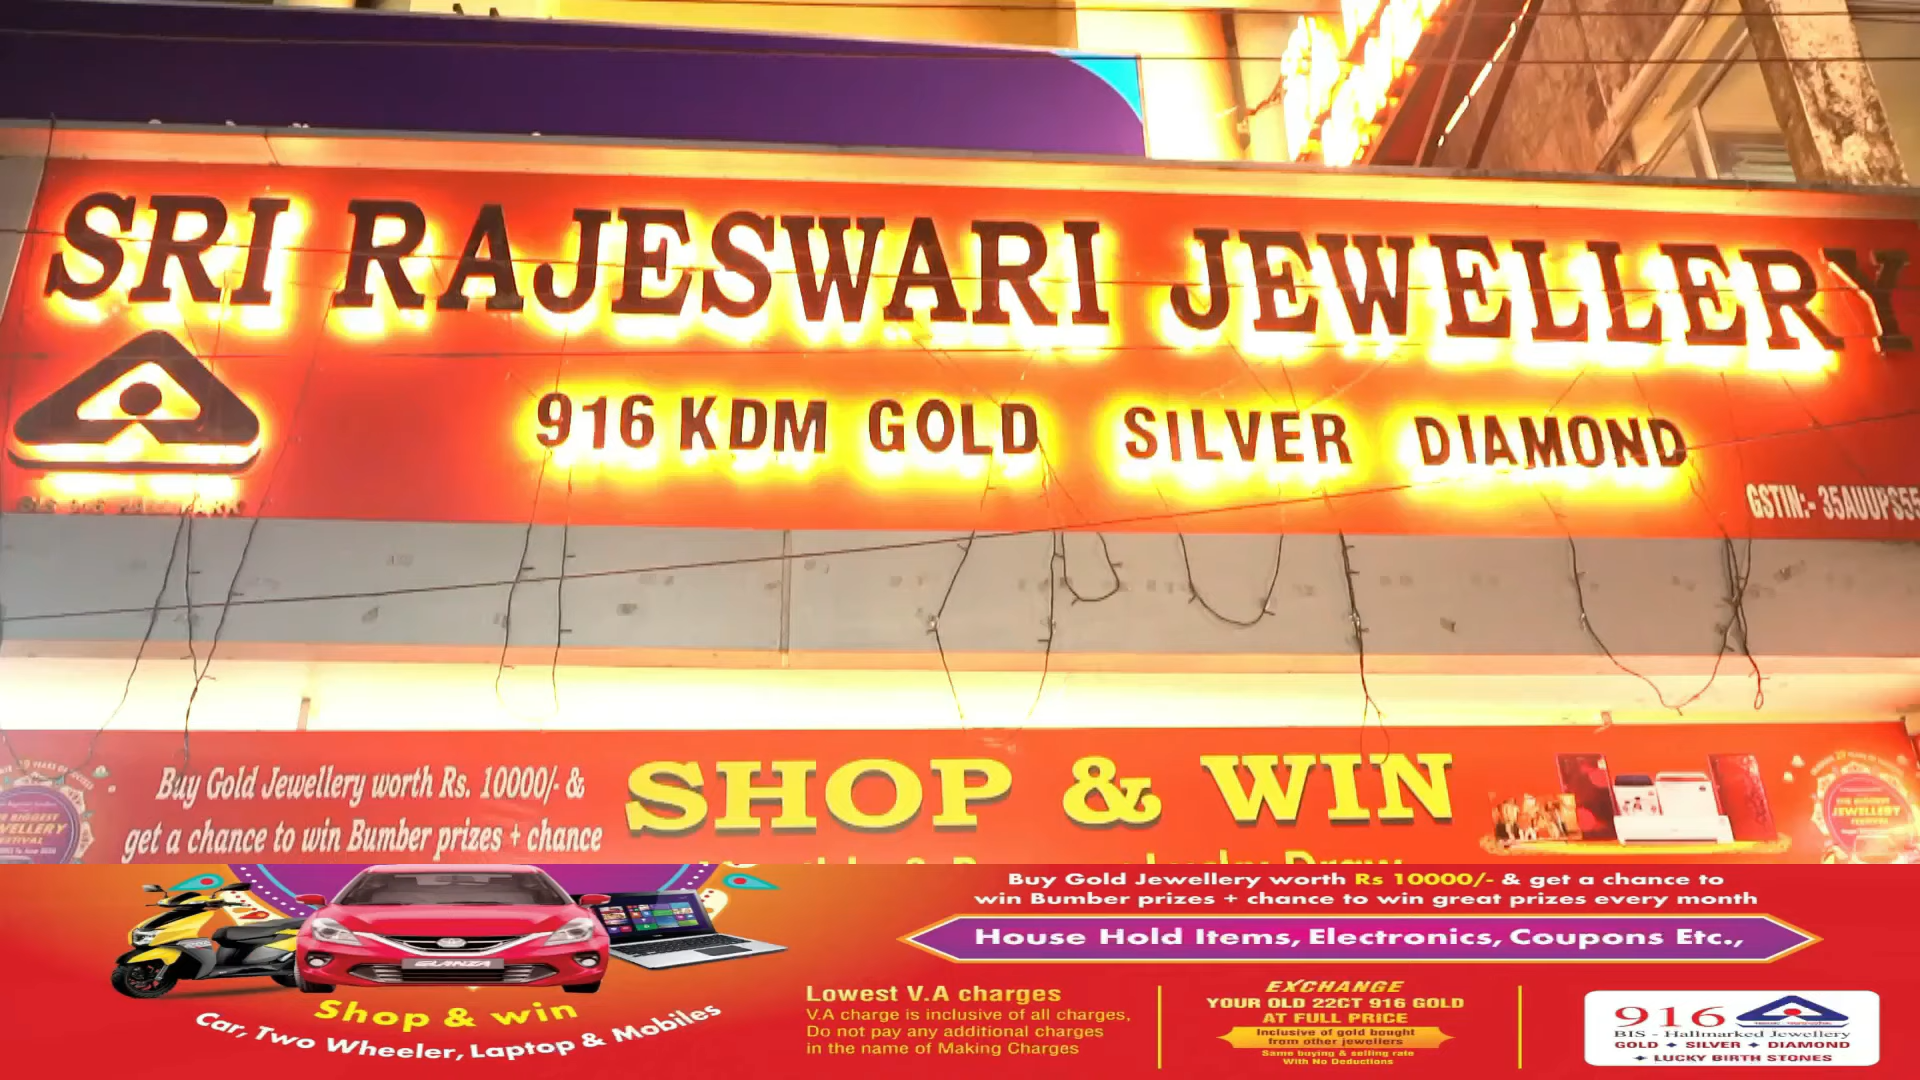 SRI RAJESWARI JEWELLERY
916 KDM GOLD SILVER DIAMOND
GSTIN:- 35AUUPS55
Buy Gold Jewellery worth Rs. 10000/- &
get a chance to win Bumber prizes + chance
SHOP & WIN
Lucky Draw
JEWELLERY
Buy Gold Jewellery worth Rs 10000/- & get a chance to
win Bumber prizes + chance to win great prizes every month
House Hold Items, Electronics, Coupons Etc.,
GLANZA
Shop & win
Car, Two Wheeler, Laptop & Mobiles
Lowest V.A charges
V.A charge is inclusive of all charges,
Do not pay any additional charges
in the name of Making Charges
EXCHANGE
YOUR OLD 22CT 916 GOLD
AT FULL PRICE
Inclusive of gold bought
from other jewellers
Same buying & selling rate
With No Deductions
916
BIS - Hallmarked Jewellery
GOLD ✦ SILVER ✦ DIAMOND
✦ LUCKY BIRTH STONES